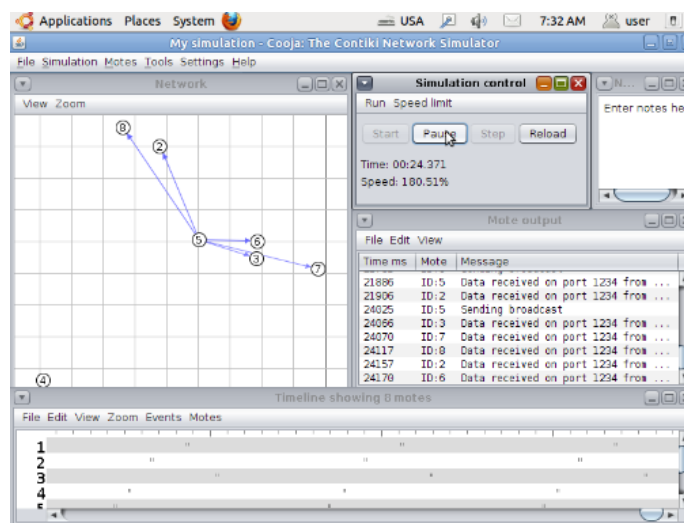 Applications Places System USA 7:32 AM user
My simulation - Cooja: The Contiki Network Simulator
File Simulation Motes Tools Settings Help
Network
View Zoom
8
2
5
6
3
7
4
Simulation control
Run Speed limit
Start Pause Step Reload
Time: 00:24.371
Speed: 180.51%
N...
Enter notes he
Mote output
File Edit View
Time ms Mote Message
21886 ID:5 Data received on port 1234 from ...
21906 ID:2 Data received on port 1234 from ...
24025 ID:5 Sending broadcast
24066 ID:3 Data received on port 1234 from ...
24070 ID:7 Data received on port 1234 from ...
24117 ID:8 Data received on port 1234 from ...
24157 ID:2 Data received on port 1234 from ...
24170 ID:6 Data received on port 1234 from ...
Timeline showing 8 motes
File Edit View Zoom Events Motes
1
2
3
4
5